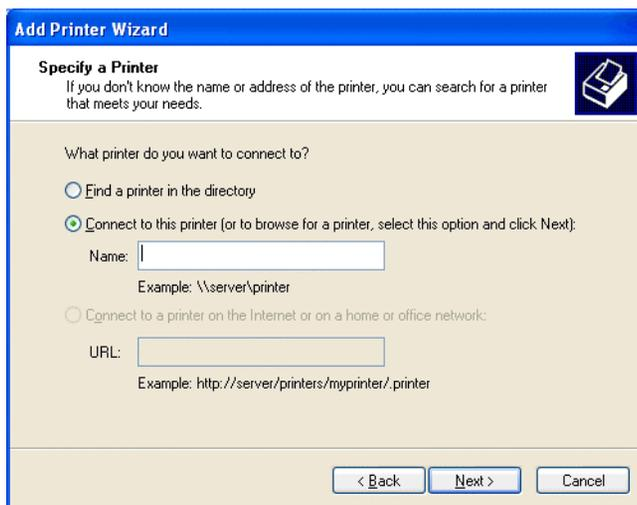 Add Printer Wizard
Specify a Printer
If you don't know the name or address of the printer, you can search for a printer
that meets your needs.
What printer do you want to connect to?
Find a printer in the directory
Connect to this printer (or to browse for a printer, select this option and click Next):
Name:
Example: \\server\printer
Connect to a printer on the Internet or on a home or office network:
URL:
Example: http://server/printers/myprinter/.printer
< Back Next > Cancel